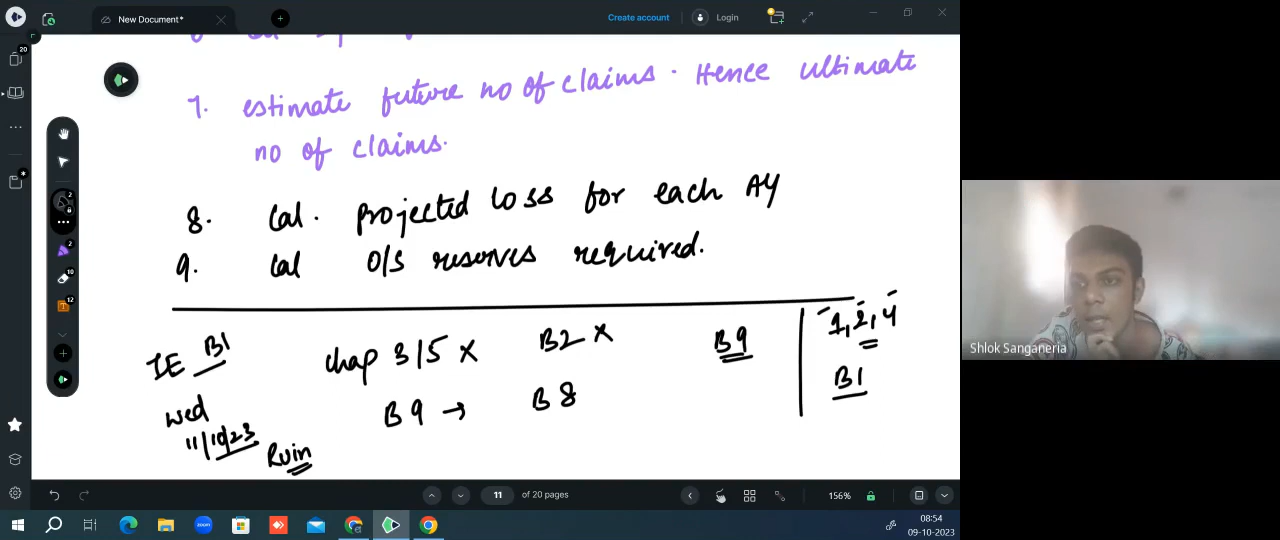 New Document*
Create account
Login
7. estimate future no of claims. Hence ultimate
no of claims.
8. Cal. Projected loss for each AY
9. Cal O/S reserves required.
IE B1
chap 3/5 x
B2 x
B9
1, 2, 4
B1
Wed
11/10/23
B9 → B8
Ruin
Shlok Sanganeria
11 of 20 pages
156%
08:54
09-10-2023